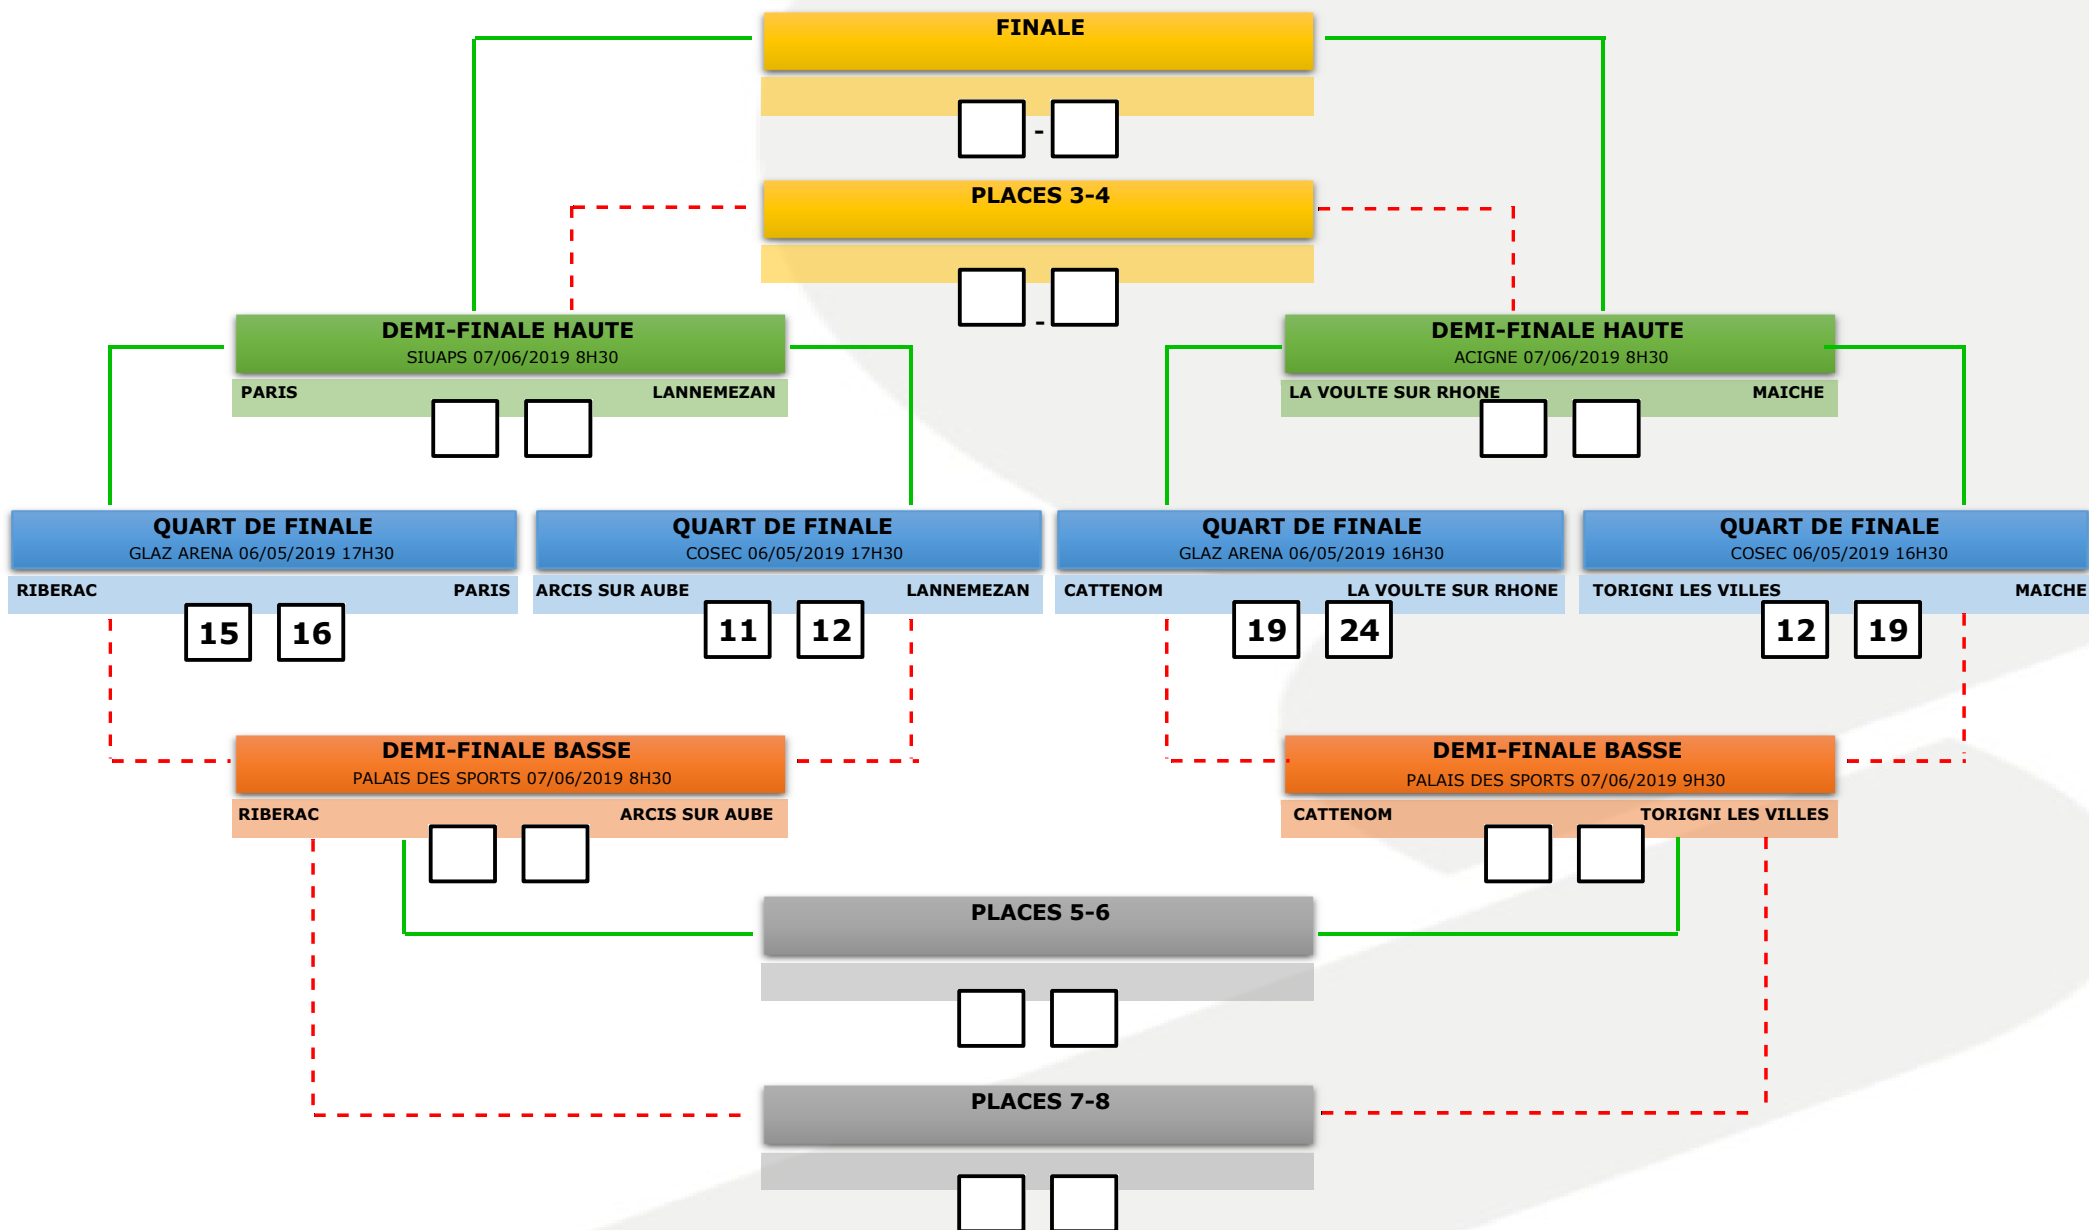 FINALE
-
PLACES 3-4
-
DEMI-FINALE HAUTE
SIUAPS 07/06/2019 8H30
PARIS LANNEMEZAN
DEMI-FINALE HAUTE
ACIGNE 07/06/2019 8H30
LA VOULTE SUR RHONE MAICHE
QUART DE FINALE
GLAZ ARENA 06/05/2019 17H30
RIBERAC PARIS
15 16
QUART DE FINALE
COSEC 06/05/2019 17H30
ARCIS SUR AUBE LANNEMEZAN
11 12
QUART DE FINALE
GLAZ ARENA 06/05/2019 16H30
CATTENOM LA VOULTE SUR RHONE
19 24
QUART DE FINALE
COSEC 06/05/2019 16H30
TORIGNI LES VILLES MAICHE
12 19
DEMI-FINALE BASSE
PALAIS DES SPORTS 07/06/2019 8H30
RIBERAC ARCIS SUR AUBE
DEMI-FINALE BASSE
PALAIS DES SPORTS 07/06/2019 9H30
CATTENOM TORIGNI LES VILLES
PLACES 5-6
PLACES 7-8